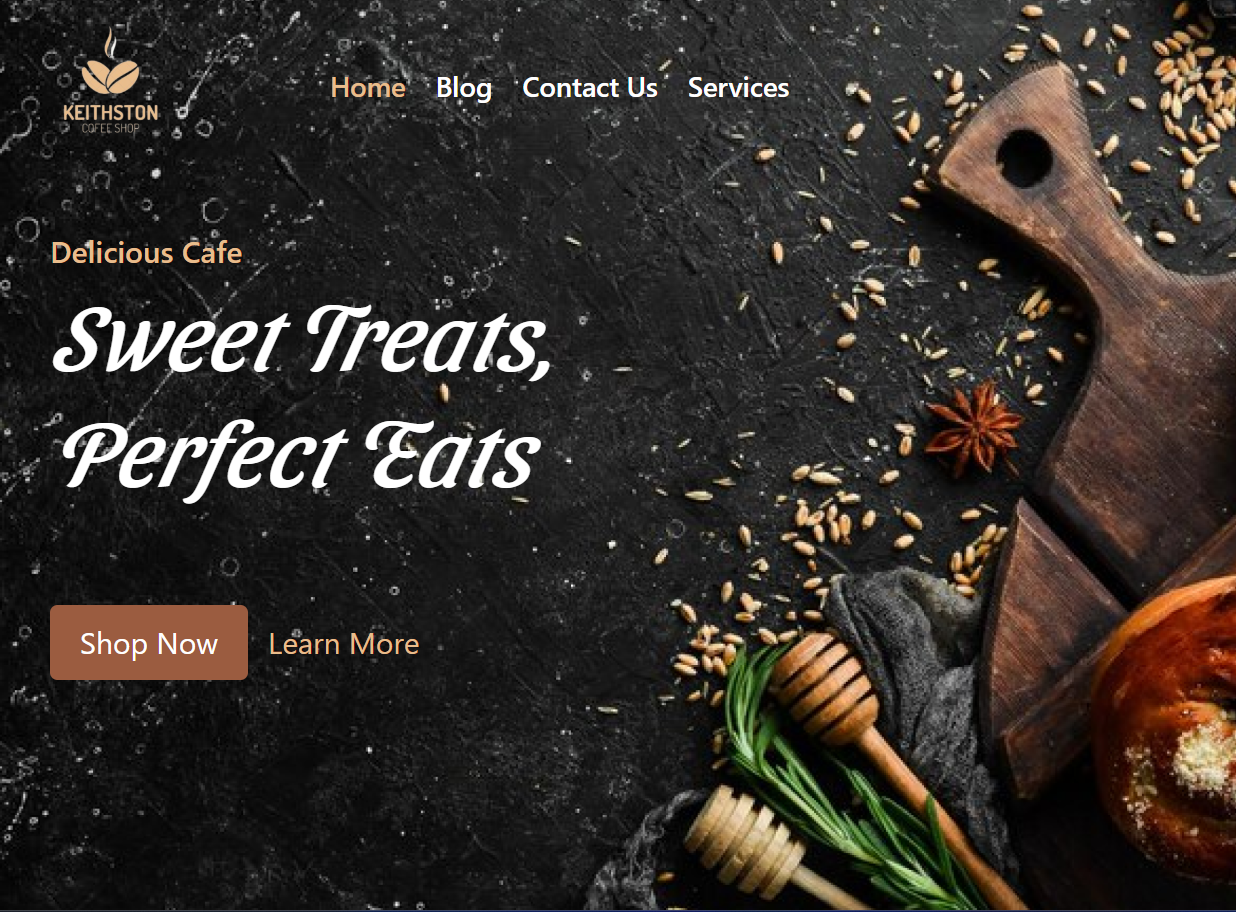 KEITHSTON
COFEE SHOP
Home Blog Contact Us Services
Delicious Cafe
Sweet Treats,
Perfect Eats
Shop Now Learn More